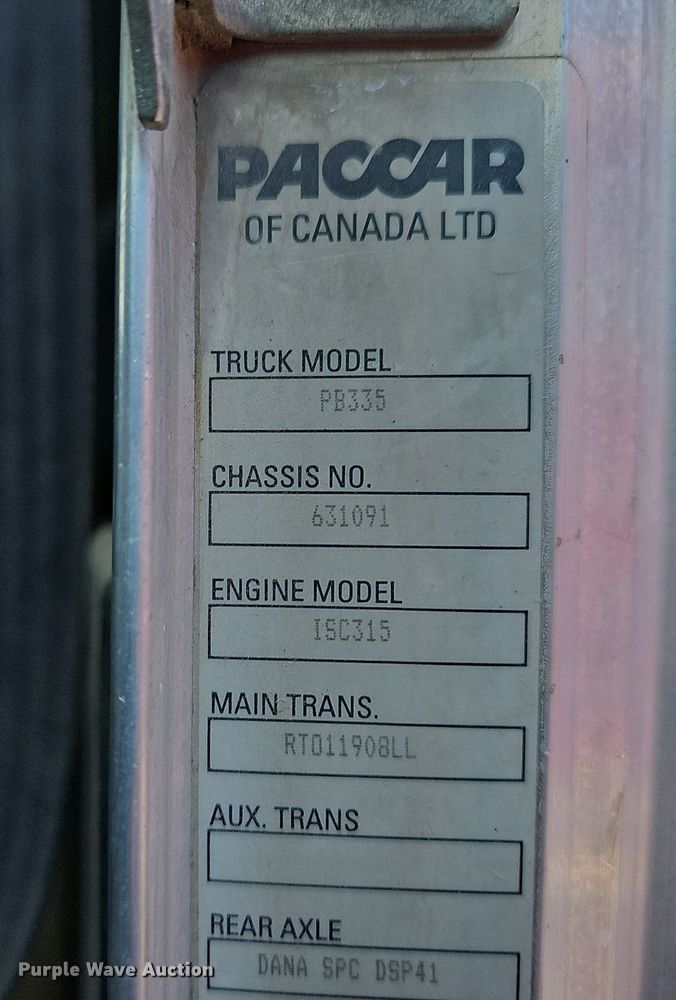 PACCAR
OF CANADA LTD
TRUCK MODEL
PB335
CHASSIS NO.
631091
ENGINE MODEL
ISC315
MAIN TRANS.
RTO11908LL
AUX. TRANS
REAR AXLE
DANA SPC DSP41
Purple Wave Auction